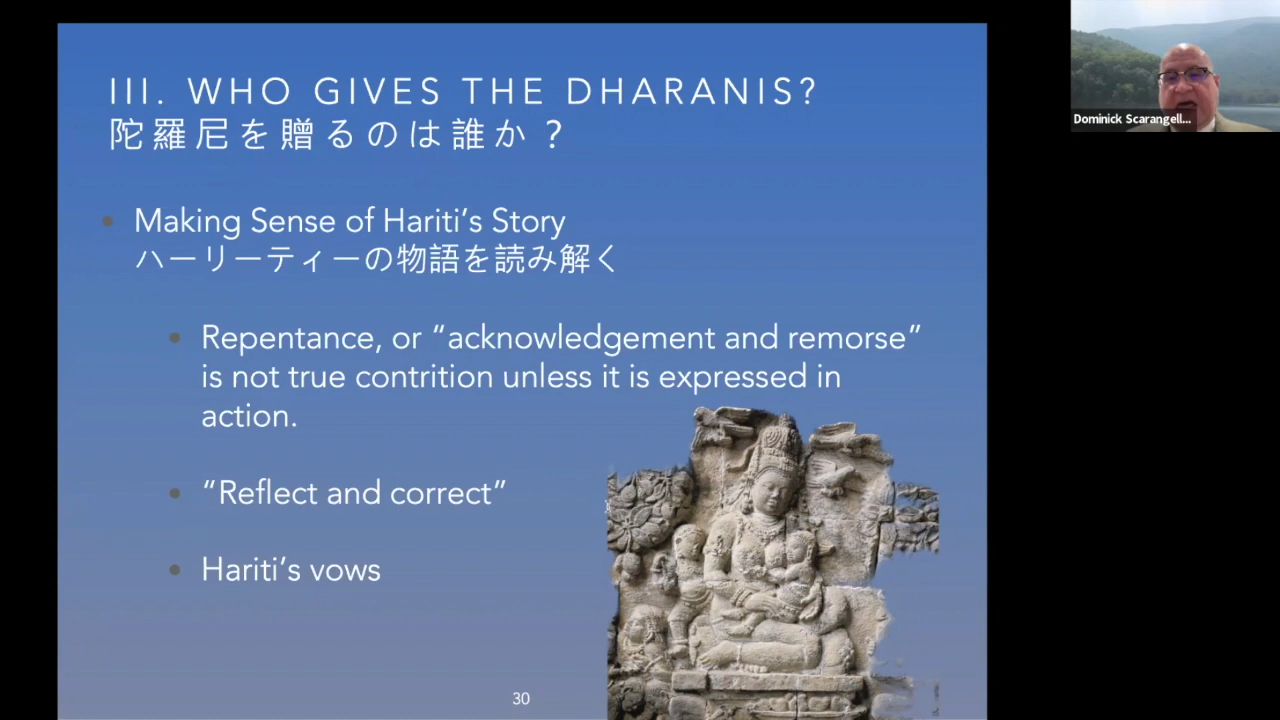 III. WHO GIVES THE DHARANIS?
陀羅尼を贈るのは誰か？
• Making Sense of Hariti’s Story
ハーリーティーの物語を読み解く
• Repentance, or “acknowledgement and remorse”
is not true contrition unless it is expressed in
action.
• “Reflect and correct”
• Hariti’s vows
30
Dominick Scarangell...